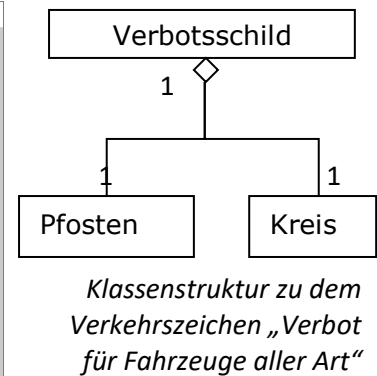 Verbotsschild
1
1
1
Pfosten
Kreis
Klassenstruktur zu dem
Verkehrszeichen „Verbot
für Fahrzeuge aller Art“